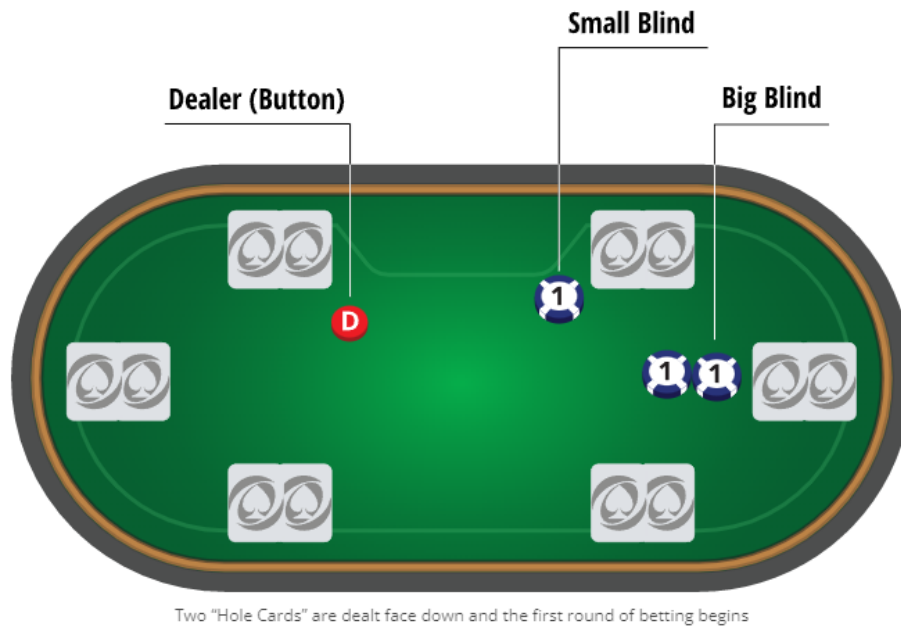 Small Blind
Big Blind
Dealer (Button)
D
1
1
1
Two “Hole Cards” are dealt face down and the first round of betting begins